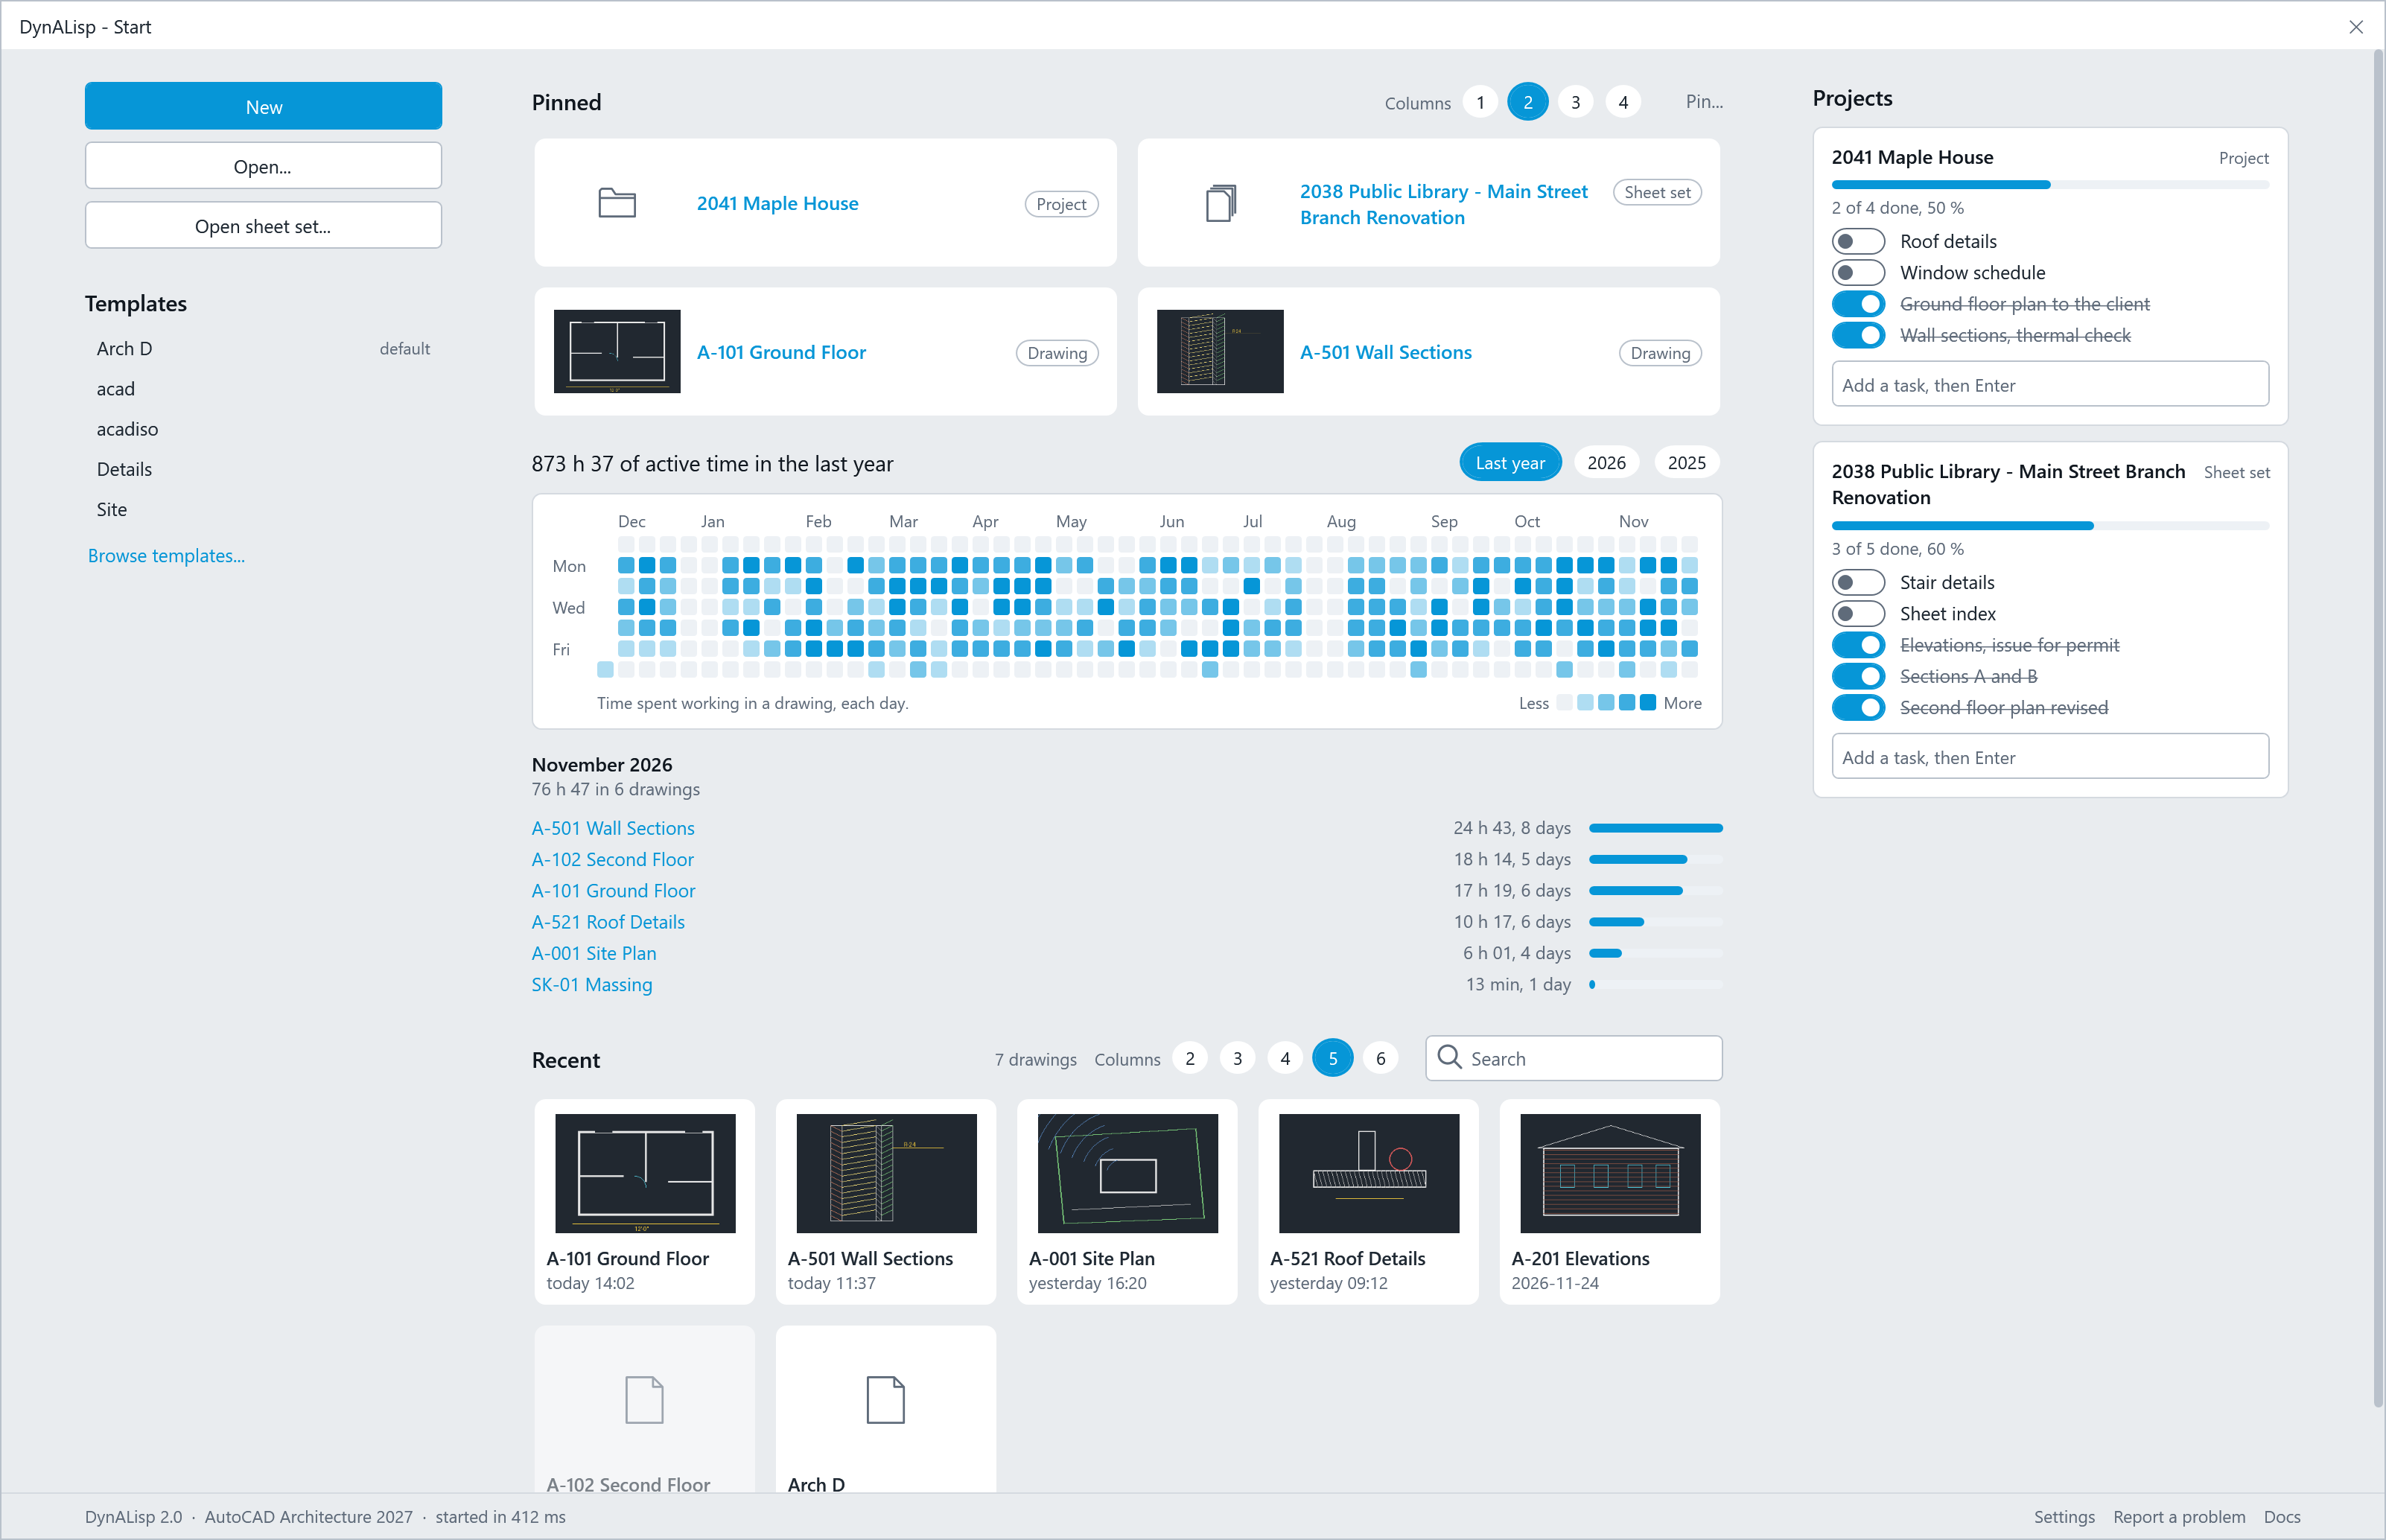 DynALisp - Start
New
Open...
Open sheet set...
Templates
Arch D default
acad
acadiso
Details
Site
Browse templates...
Pinned
Columns 1 2 3 4 Pin...
2041 Maple House Project
2038 Public Library - Main Street
Branch Renovation
Sheet set
A-101 Ground Floor Drawing
A-501 Wall Sections Drawing
873 h 37 of active time in the last year
Last year 2026 2025
Dec Jan Feb Mar Apr May Jun Jul Aug Sep Oct Nov
Mon
Wed
Fri
Time spent working in a drawing, each day.
Less More
November 2026
76 h 47 in 6 drawings
A-501 Wall Sections 24 h 43, 8 days
A-102 Second Floor 18 h 14, 5 days
A-101 Ground Floor 17 h 19, 6 days
A-521 Roof Details 10 h 17, 6 days
A-001 Site Plan 6 h 01, 4 days
SK-01 Massing 13 min, 1 day
Recent
7 drawings Columns 2 3 4 5 6
Search
12'0"
R-24
A-101 Ground Floor
today 14:02
A-501 Wall Sections
today 11:37
A-001 Site Plan
yesterday 16:20
A-521 Roof Details
yesterday 09:12
A-201 Elevations
2026-11-24
A-102 Second Floor
Arch D
Projects
2041 Maple House Project
2 of 4 done, 50 %
Roof details
Window schedule
Ground floor plan to the client
Wall sections, thermal check
Add a task, then Enter
2038 Public Library - Main Street Branch
Renovation
Sheet set
3 of 5 done, 60 %
Stair details
Sheet index
Elevations, issue for permit
Sections A and B
Second floor plan revised
Add a task, then Enter
DynALisp 2.0 · AutoCAD Architecture 2027 · started in 412 ms
Settings Report a problem Docs